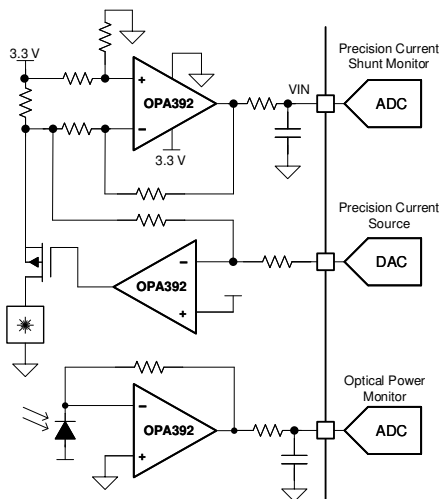 3.3 V
+
OPA392
−
3.3 V
VIN
Precision Current
Shunt Monitor
ADC
−
OPA392
+
Precision Current
Source
DAC
−
OPA392
+
Optical Power
Monitor
ADC